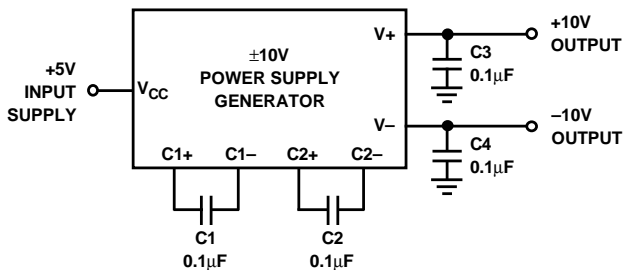 +5V
INPUT
SUPPLY
VCC
±10V
POWER SUPPLY
GENERATOR
V+
V–
C1+ C1– C2+ C2–
C1
0.1µF
C2
0.1µF
C3
0.1µF
C4
0.1µF
+10V
OUTPUT
–10V
OUTPUT